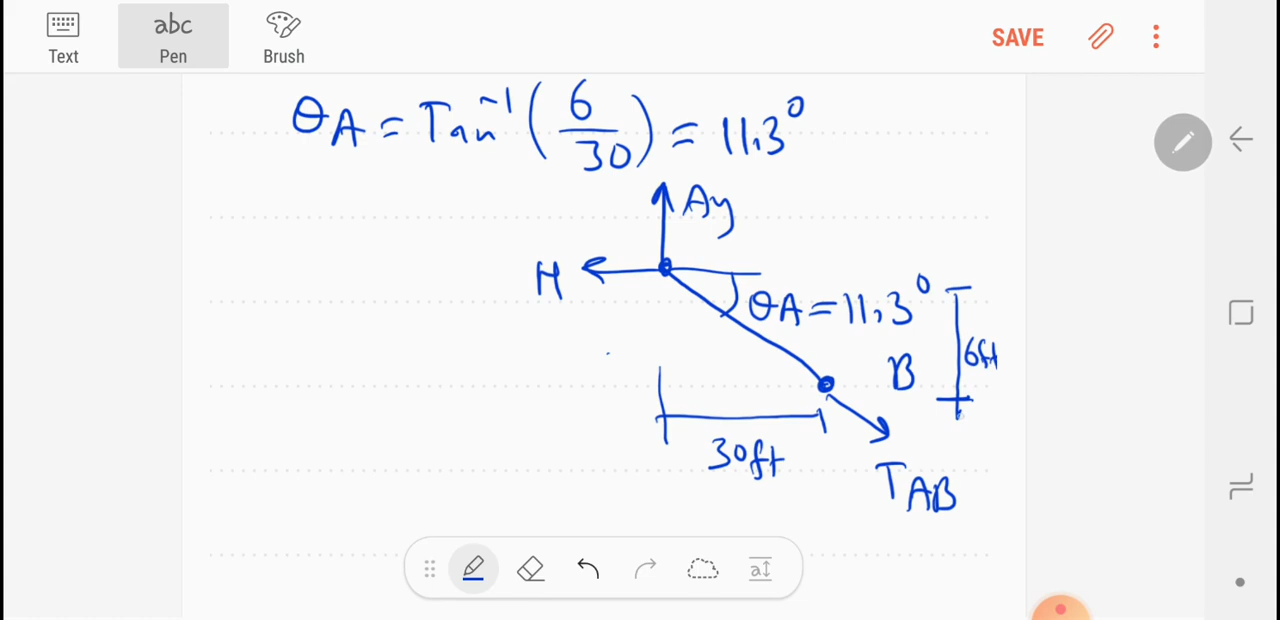 Text
abc
Pen
Brush
SAVE
θA = Tan⁻¹ (6/30) = 11.3°
Ay
H
θA = 11.3°
6ft
B
30ft
TAB
a